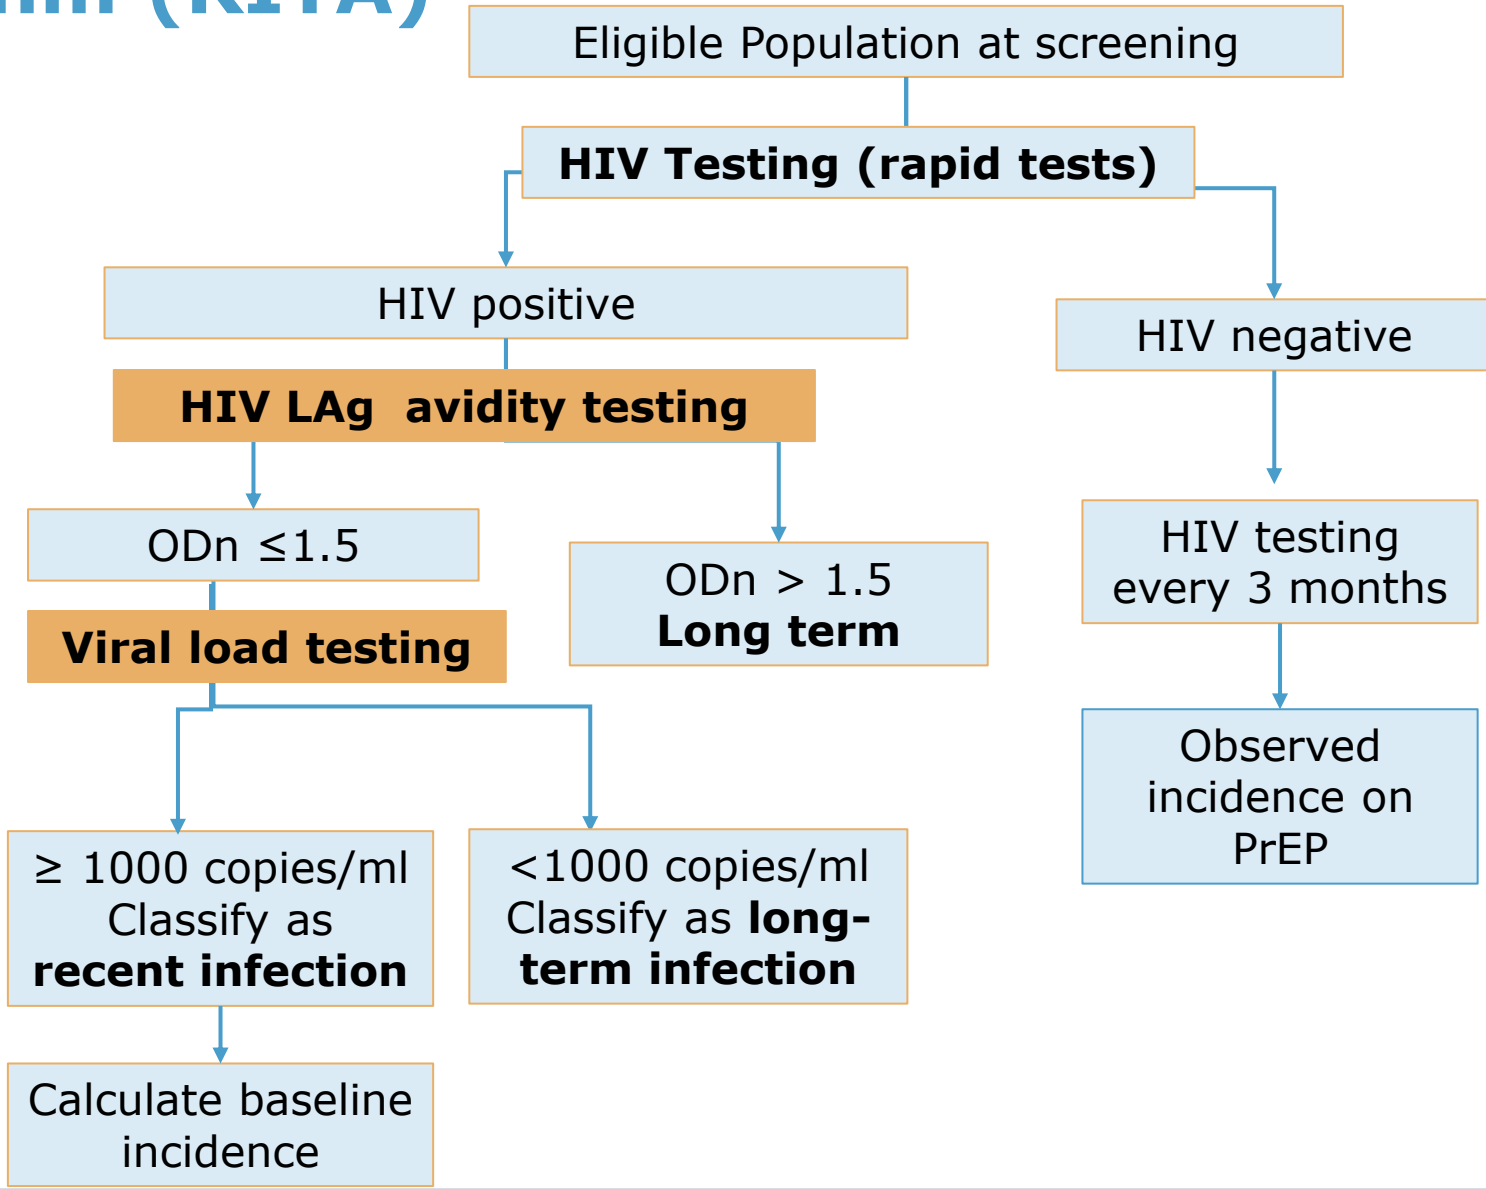 (RITA)
Eligible Population at screening
HIV Testing (rapid tests)
HIV positive
HIV negative
HIV LAg avidity testing
ODn ≤1.5
ODn > 1.5
Long term
HIV testing
every 3 months
Viral load testing
Observed
incidence on
PrEP
≥ 1000 copies/ml
Classify as
recent infection
<1000 copies/ml
Classify as long-
term infection
Calculate baseline
incidence